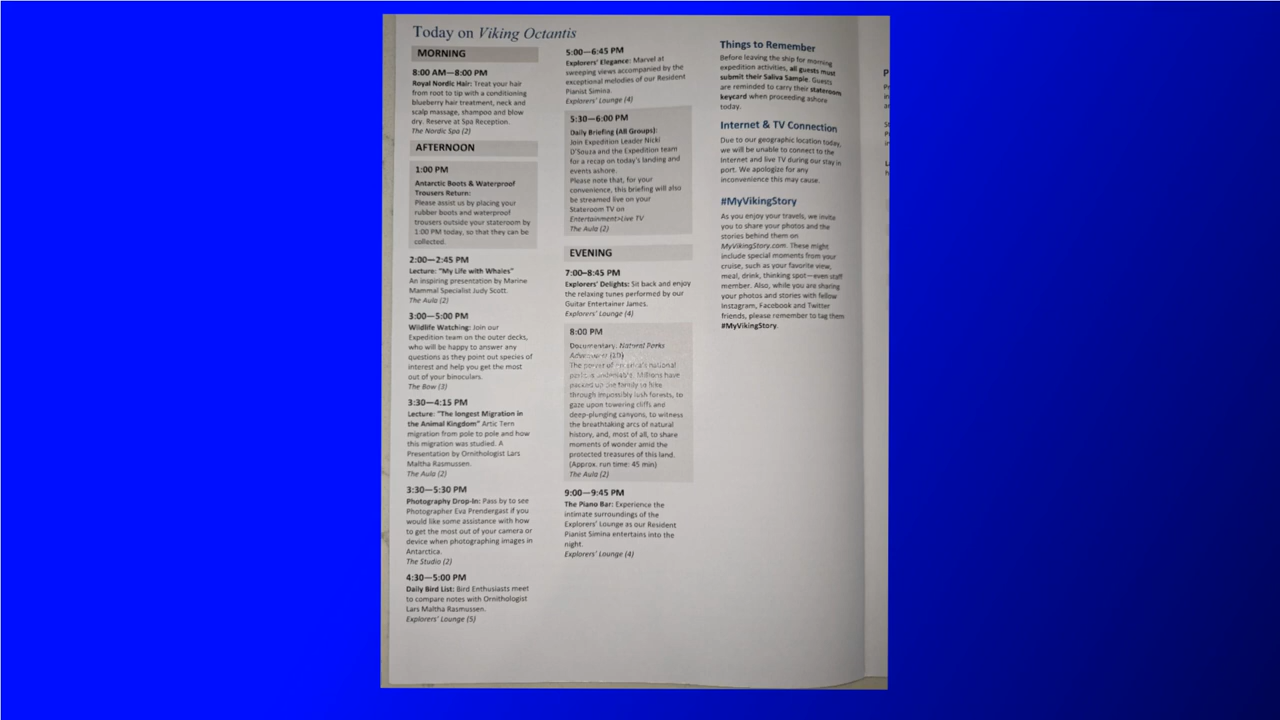 Today on Viking Octantis
MORNING
8:00 AM—8:00 PM
Royal Nordic Hair: Treat your hair
from root to tip with a conditioning
blueberry hair treatment, neck and
scalp massage, shampoo and blow
dry. Reserve at Spa Reception.
The Nordic Spa (2)
AFTERNOON
1:00 PM
Antarctic Boots & Waterproof
Trousers Return:
Please assist us by placing your
rubber boots and waterproof
trousers outside your stateroom by
1:00 PM today, so that they can be
collected.
2:00—2:45 PM
Lecture: "My Life with Whales"
An inspiring presentation by Marine
Mammal Specialist Judy Scott.
The Aula (2)
3:00—5:00 PM
Wildlife Watching: Join our
Expedition team on the outer decks,
who will be happy to answer any
questions as they point out species of
interest and help you get the most
out of your binoculars.
The Bow (3)
3:30—4:15 PM
Lecture: "The longest Migration in
the Animal Kingdom" Artic Tern
migration from pole to pole and how
this migration was studied. A
Presentation by Ornithologist Lars
Maltha Rasmussen.
The Aula (2)
3:30—5:30 PM
Photography Drop-In: Pass by to see
Photographer Eva Prendergast if you
would like some assistance with how
to get the most out of your camera or
device when photographing images in
Antarctica.
The Studio (2)
4:30—5:00 PM
Daily Bird List: Bird Enthusiasts meet
to compare notes with Ornithologist
Lars Maltha Rasmussen.
Explorers' Lounge (5)
5:00—6:45 PM
Explorers' Elegance: Marvel at
sweeping views accompanied by the
exceptional melodies of our Resident
Pianist Simina.
Explorers' Lounge (4)
5:30—6:00 PM
Daily Briefing (All Groups):
Join Expedition Leader Nicki
D'Souza and the Expedition team
for a recap on today's landing and
events ashore.
Please note that, for your
convenience, this briefing will also
be streamed live on your
Stateroom TV on
Entertainment>Live TV
The Aula (2)
EVENING
7:00–8:45 PM
Explorers' Delights: Sit back and enjoy
the relaxing tunes performed by our
Guitar Entertainer James.
Explorers' Lounge (4)
8:00 PM
Documentary: Natural Parks
Adventure (2D)
The power of America's national
parks is undeniable. Millions have
packed up the family to hike
through impossibly lush forests, to
gaze upon towering cliffs and
deep-plunging canyons, to witness
the breathtaking arcs of natural
history, and, most of all, to share
moments of wonder amid the
protected treasures of this land.
(Approx. run time: 45 min)
The Aula (2)
9:00—9:45 PM
The Piano Bar: Experience the
intimate surroundings of the
Explorers' Lounge as our Resident
Pianist Simina entertains into the
night.
Explorers' Lounge (4)
Things to Remember
Before leaving the ship for morning
expedition activities, all guests must
submit their Saliva Sample. Guests
are reminded to carry their stateroom
keycard when proceeding ashore
today.
Internet & TV Connection
Due to our geographic location today,
we will be unable to connect to the
Internet and live TV during our stay in
port. We apologize for any
inconvenience this may cause.
#MyVikingStory
As you enjoy your travels, we invite
you to share your photos and the
stories behind them on
MyVikingStory.com. These might
include special moments from your
cruise, such as your favorite view,
meal, drink, thinking spot—even staff
member. Also, while you are sharing
your photos and stories with fellow
Instagram, Facebook and Twitter
friends, please remember to tag them
#MyVikingStory.